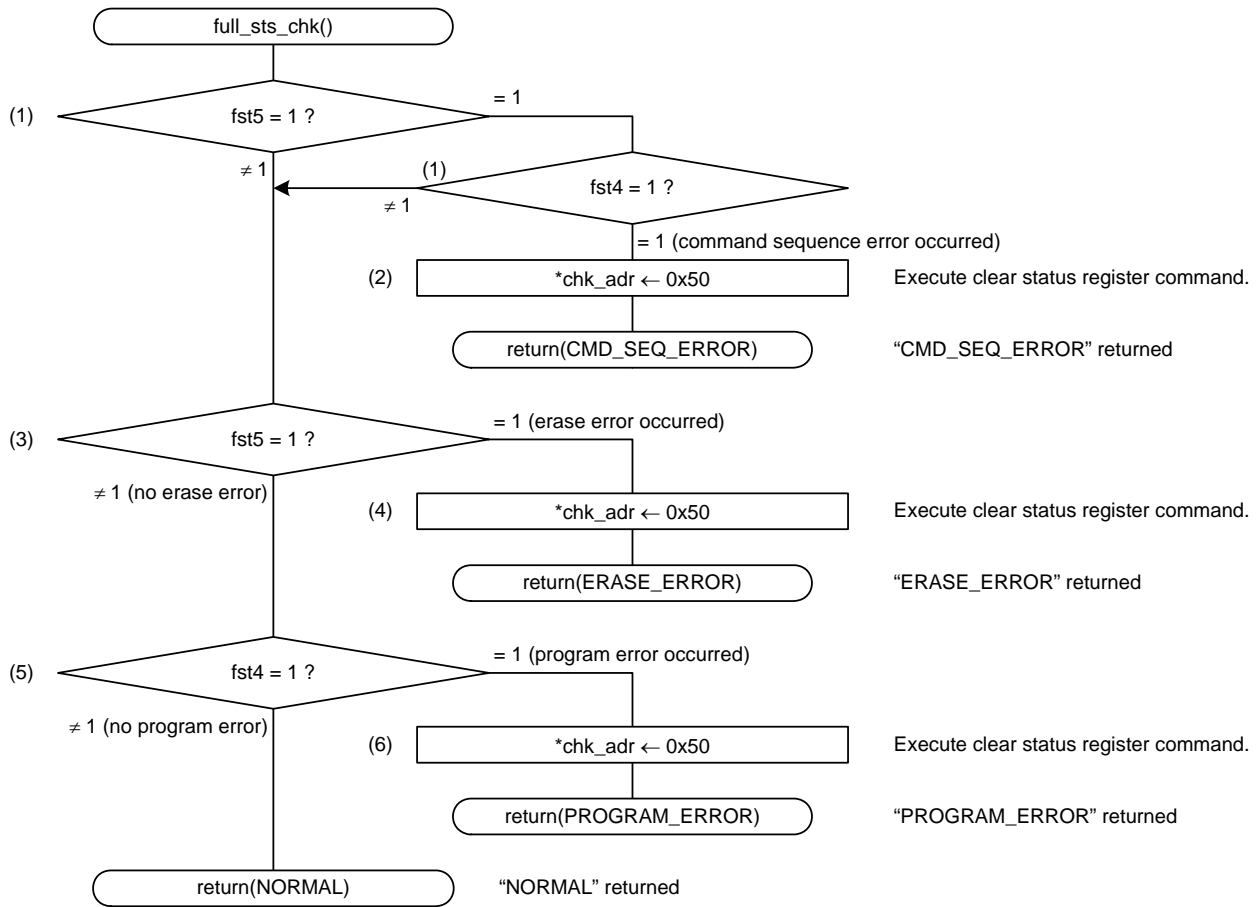 full_sts_chk()
(1)
fst5 = 1 ?
= 1
≠ 1
(1)
fst4 = 1 ?
≠ 1
= 1 (command sequence error occurred)
(2)
*chk_adr ← 0x50
Execute clear status register command.
return(CMD_SEQ_ERROR)
“CMD_SEQ_ERROR” returned
(3)
fst5 = 1 ?
= 1 (erase error occurred)
≠ 1 (no erase error)
(4)
*chk_adr ← 0x50
Execute clear status register command.
return(ERASE_ERROR)
“ERASE_ERROR” returned
(5)
fst4 = 1 ?
= 1 (program error occurred)
≠ 1 (no program error)
(6)
*chk_adr ← 0x50
Execute clear status register command.
return(PROGRAM_ERROR)
“PROGRAM_ERROR” returned
return(NORMAL)
“NORMAL” returned